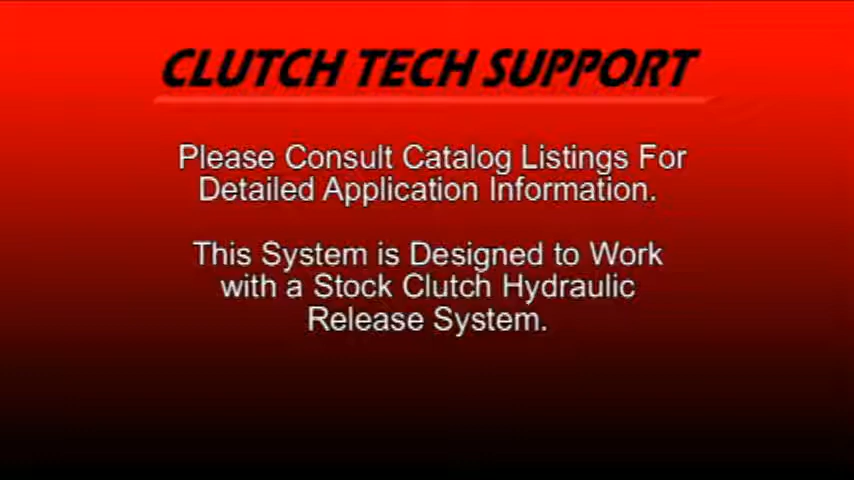 CLUTCH TECH SUPPORT
Please Consult Catalog Listings For
Detailed Application Information.
This System is Designed to Work
with a Stock Clutch Hydraulic
Release System.